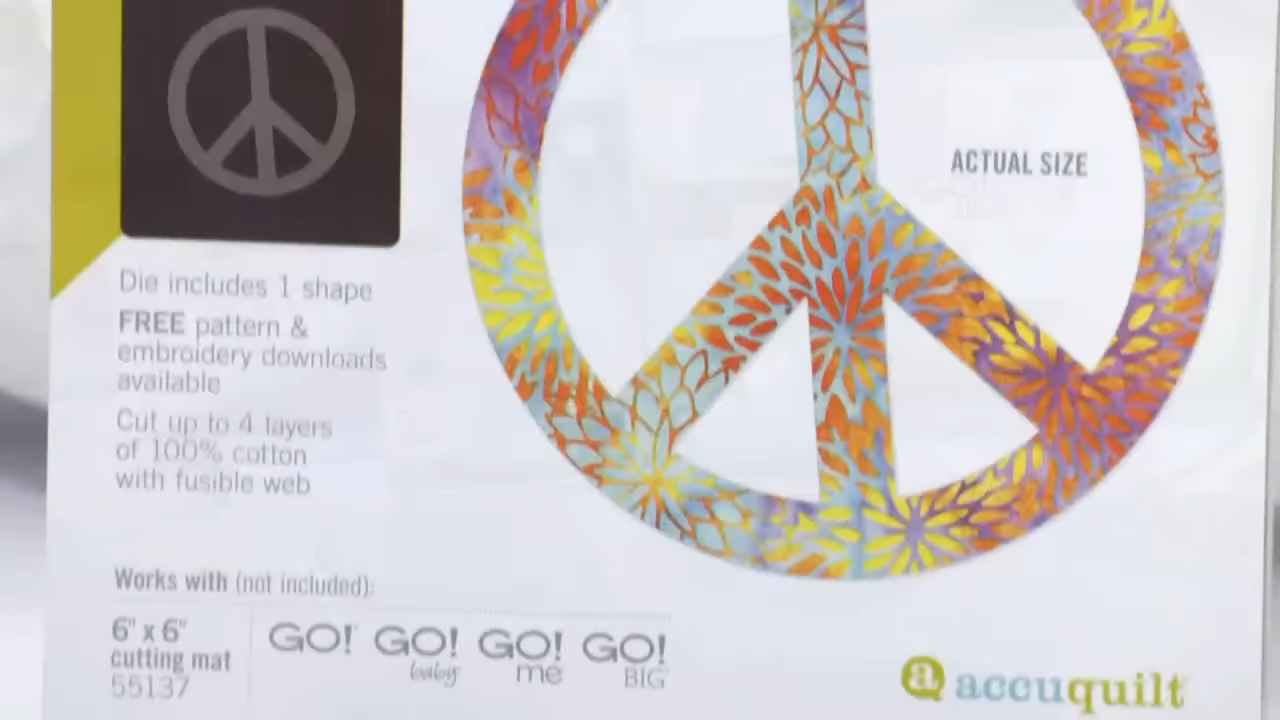 ACTUAL SIZE
Die includes 1 shape
FREE pattern &
embroidery downloads
available
Cut up to 4 layers
of 100% cotton
with fusible web
Works with (not included):
6" x 6"
cutting mat
55137
GO! GO! baby GO! me GO! BIG
a accuquilt